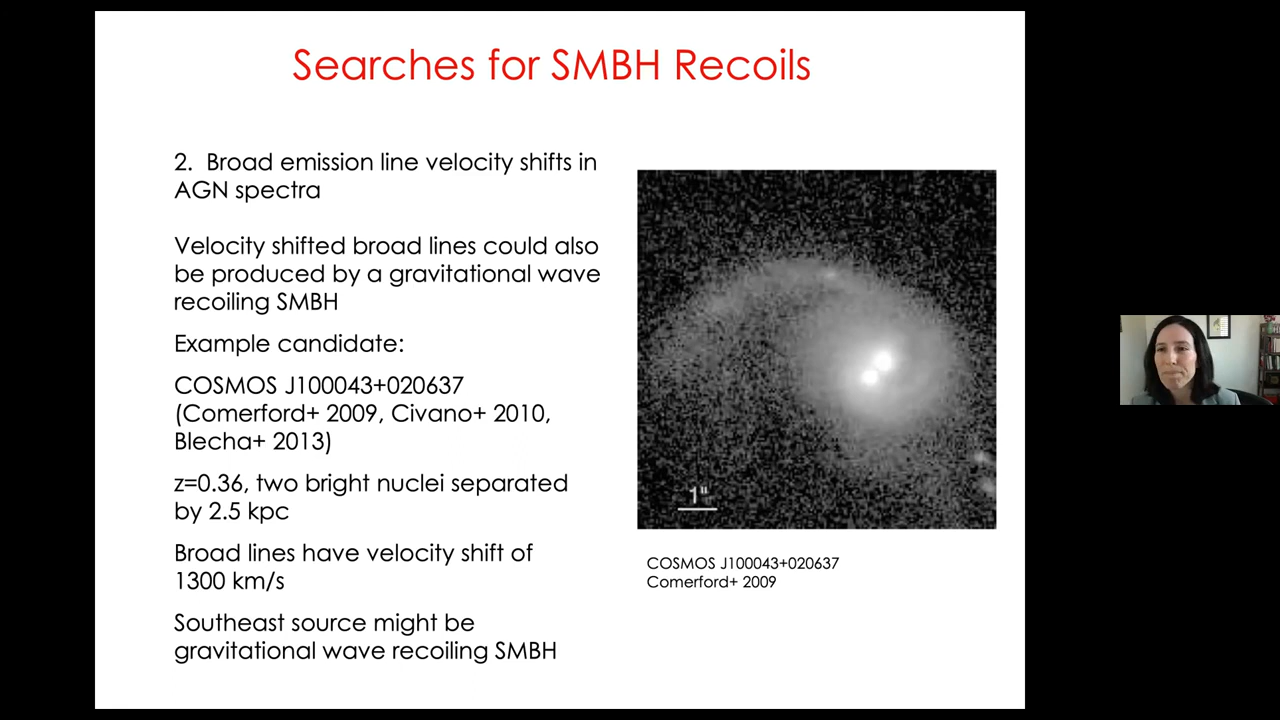 Searches for SMBH Recoils
2. Broad emission line velocity shifts in
AGN spectra
Velocity shifted broad lines could also
be produced by a gravitational wave
recoiling SMBH
Example candidate:
COSMOS J100043+020637
(Comerford+ 2009, Civano+ 2010,
Blecha+ 2013)
z=0.36, two bright nuclei separated
by 2.5 kpc
Broad lines have velocity shift of
1300 km/s
Southeast source might be
gravitational wave recoiling SMBH
1"
COSMOS J100043+020637
Comerford+ 2009